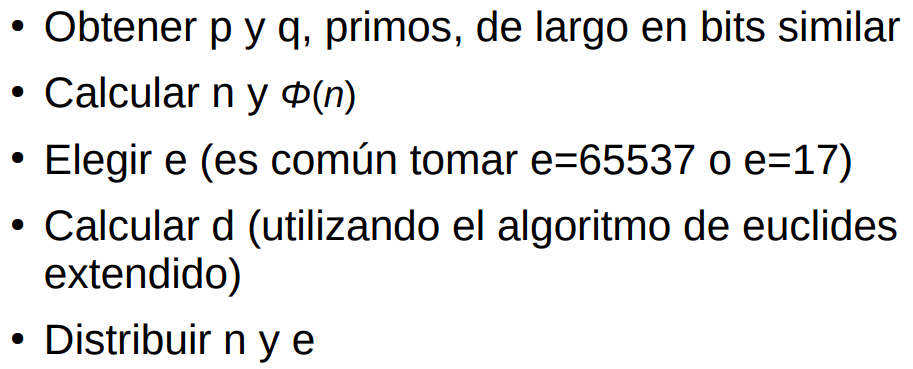 • Obtener p y q, primos, de largo en bits similar
• Calcular n y Φ(n)
• Elegir e (es común tomar e=65537 o e=17)
• Calcular d (utilizando el algoritmo de euclides
extendido)
• Distribuir n y e